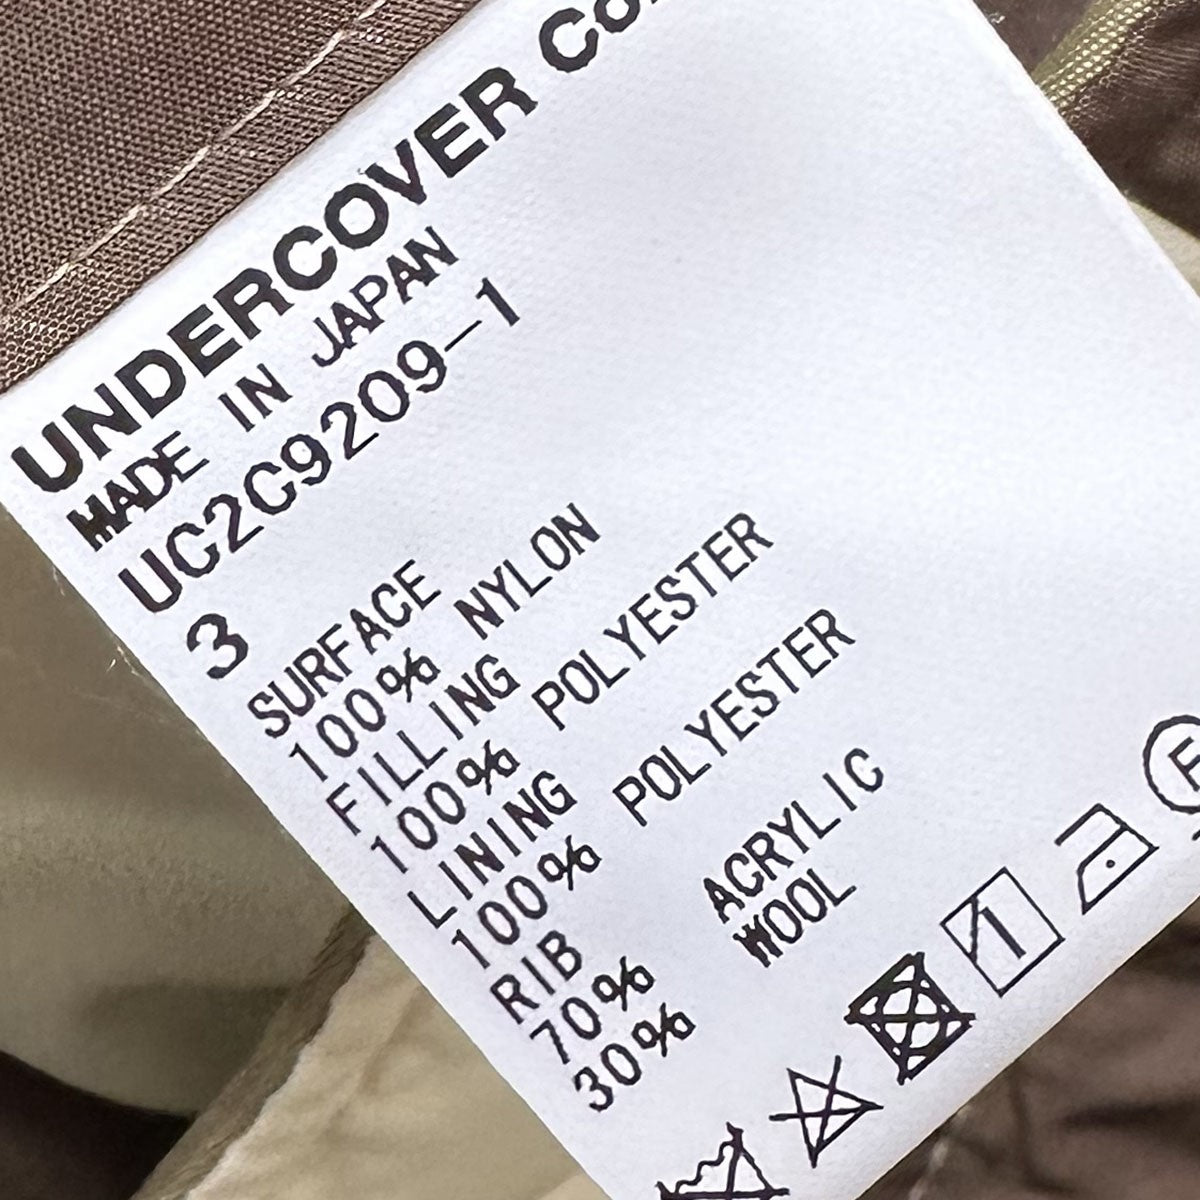 UNDERCOVER Co
MADE IN JAPAN
UC2C9209-1
3
SURFACE
100% NYLON
FILLING
100% POLYESTER
LINING
100% POLYESTER
RIB
70% ACRYLIC
30% WOOL
F